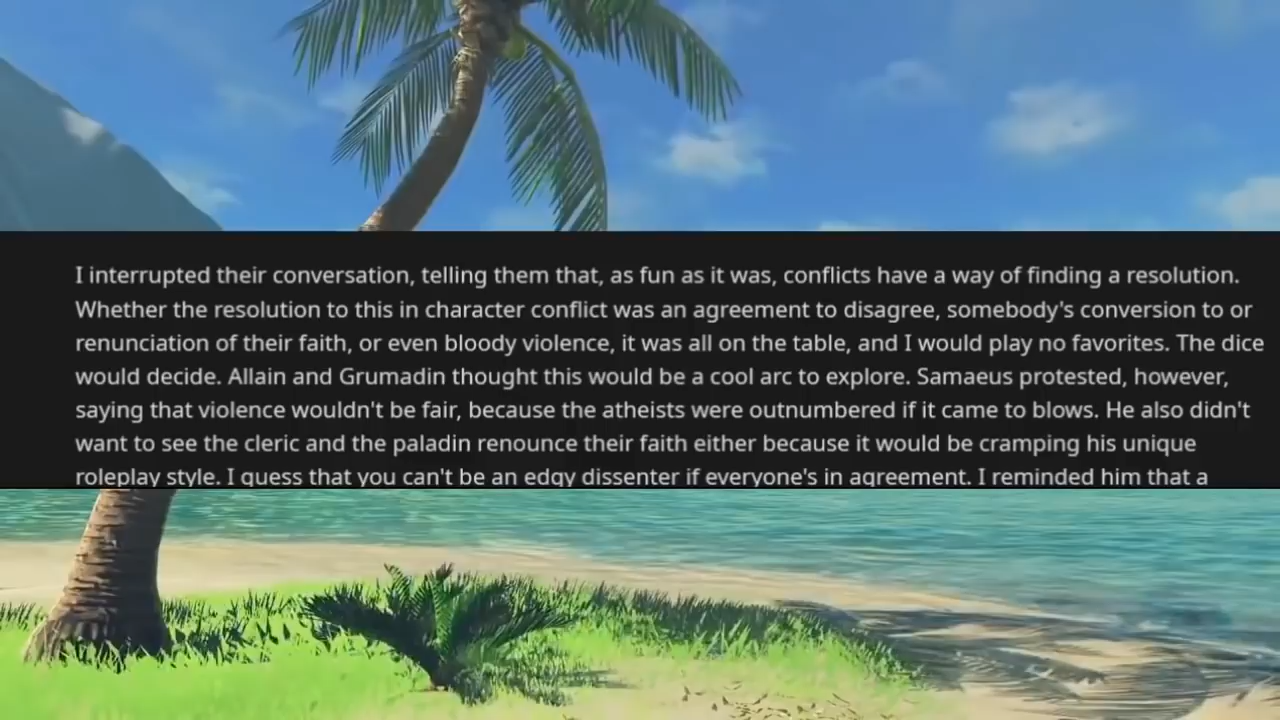 I interrupted their conversation, telling them that, as fun as it was, conflicts have a way of finding a resolution.
Whether the resolution to this in character conflict was an agreement to disagree, somebody's conversion to or
renunciation of their faith, or even bloody violence, it was all on the table, and I would play no favorites. The dice
would decide. Allain and Grumadin thought this would be a cool arc to explore. Samaeus protested, however,
saying that violence wouldn't be fair, because the atheists were outnumbered if it came to blows. He also didn't
want to see the cleric and the paladin renounce their faith either because it would be cramping his unique
roleplay style. I guess that you can't be an edgy dissenter if everyone's in agreement. I reminded him that a